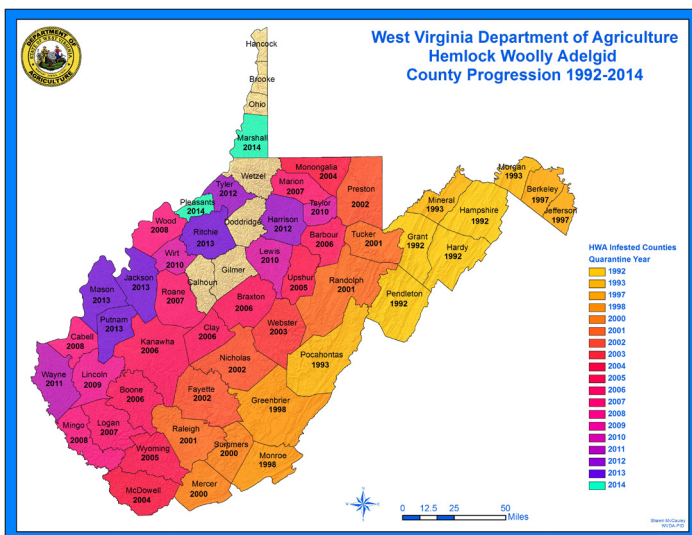 West Virginia Department of Agriculture
Hemlock Woolly Adelgid
County Progression 1992-2014
DEPARTMENT OF
AGRICULTURE
Hancock
Brooke
Ohio
Marshall
2014
Wetzel
Monongalia
2004
Marion
2007
Preston
2002
Tyler
2012
Pleasants
2014
Doddridge
Harrison
2012
Taylor
2010
Wood
2008
Ritchie
2013
Barbour
2006
Tucker
2001
Morgan
1993
Berkeley
1997
Jefferson
1997
Mineral
1993
Hampshire
1992
Grant
1992
Hardy
1992
Pendleton
1992
Wirt
2010
Lewis
2010
Gilmer
Calhoun
Upshur
2005
Randolph
2001
Mason
2013
Jackson
2013
Roane
2007
Braxton
2006
Putnam
2013
Clay
2006
Webster
2003
Cabell
2008
Kanawha
2006
Nicholas
2002
Pocahontas
1993
Wayne
2011
Lincoln
2009
Boone
2006
Fayette
2002
Greenbrier
1998
Mingo
2008
Logan
2007
Raleigh
2001
Summers
2000
Monroe
1998
Wyoming
2005
McDowell
2004
Mercer
2000
HWA Infested Counties
Quarantine Year
1992
1993
1997
1998
2000
2001
2002
2003
2004
2005
2006
2007
2008
2009
2010
2011
2012
2013
2014
0 12.5 25 50
Miles
Shawn McCauley
WVDA-PID